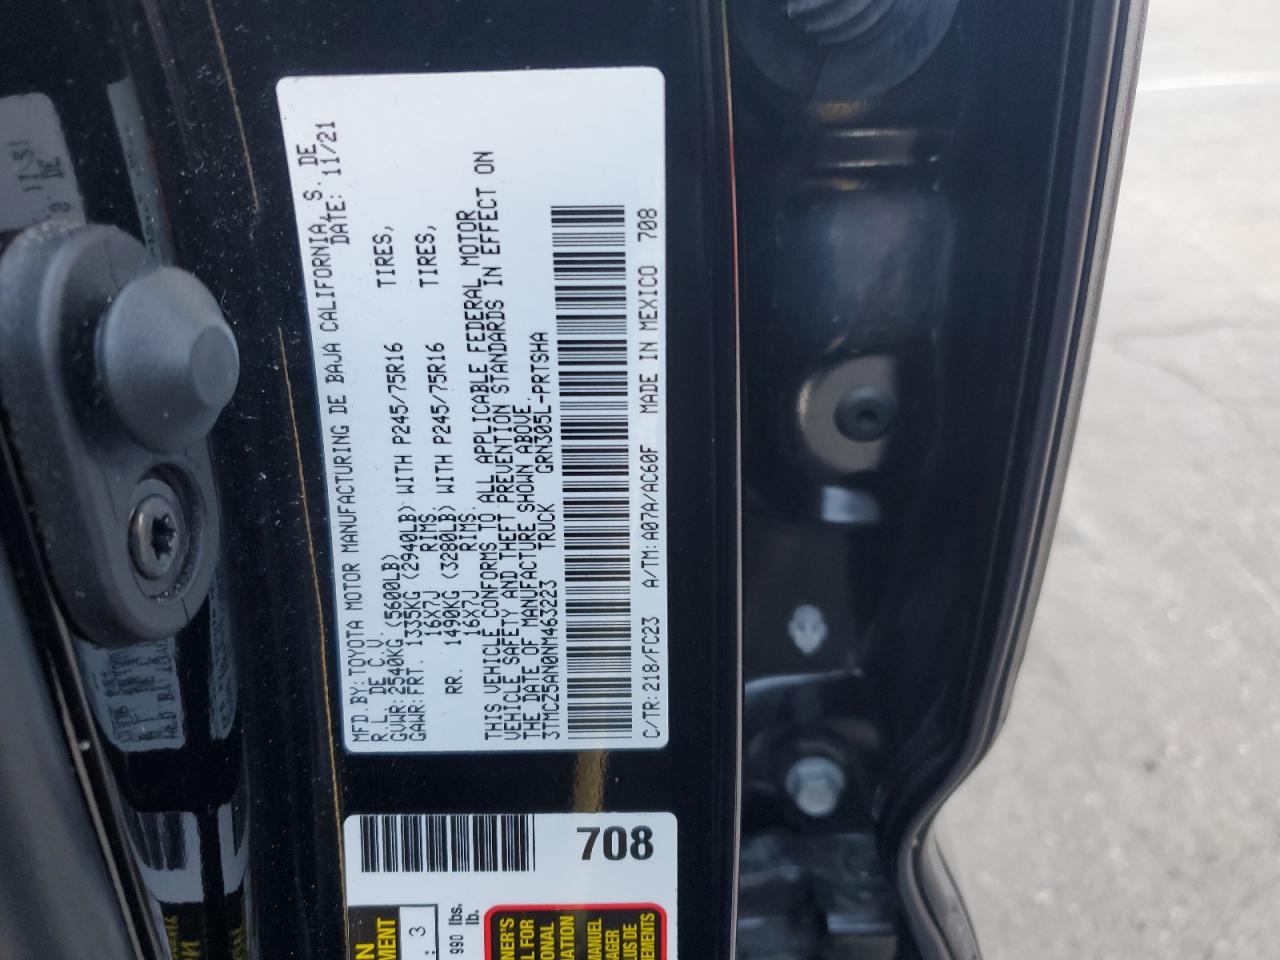 MFD.BY:TOYOTA MOTOR MANUFACTURING DE BAJA CALIFORNIA, S. DE
R.L. DE C.V. DATE: 11/21
GVWR:2540KG (5600LB)
GAWR:FRT. 1335KG (2940LB) WITH P245/75R16 TIRES,
16X7J RIMS.
RR. 1490KG (3280LB) WITH P245/75R16 TIRES,
16X7J RIMS.
THIS VEHICLE CONFORMS TO ALL APPLICABLE FEDERAL MOTOR
VEHICLE SAFETY AND THEFT PREVENTION STANDARDS IN EFFECT ON
THE DATE OF MANUFACTURE SHOWN ABOVE.
3TMCZ5AN0NM463223 TRUCK GRN305L-PRTSHA
C/TR:218/FC23 A/TM:A07A/AC60F MADE IN MEXICO 708
708
: 3
990 lbs.
lb.